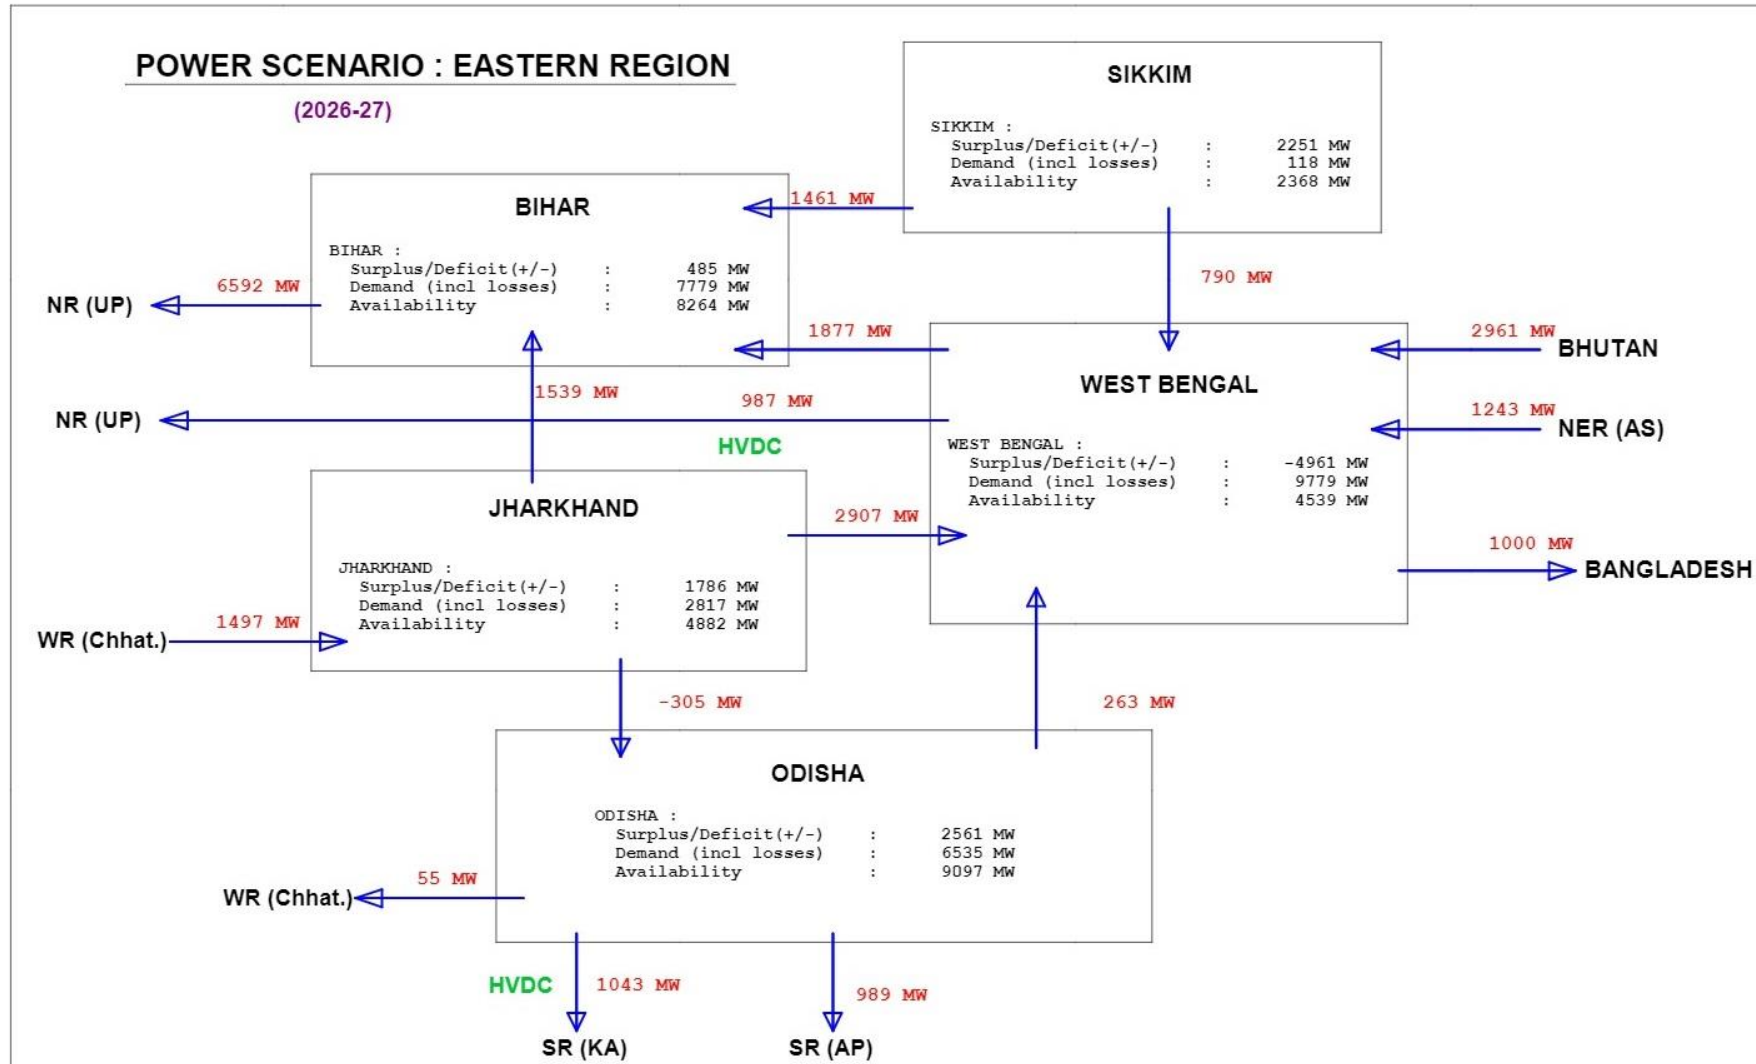 POWER SCENARIO : EASTERN REGION
(2026-27)
SIKKIM
SIKKIM :
Surplus/Deficit(+/-) : 2251 MW
Demand (incl losses) : 118 MW
Availability : 2368 MW
1461 MW
790 MW
BIHAR
BIHAR :
Surplus/Deficit(+/-) : 485 MW
Demand (incl losses) : 7779 MW
Availability : 8264 MW
6592 MW
NR (UP)
1877 MW
2961 MW
BHUTAN
WEST BENGAL
WEST BENGAL :
Surplus/Deficit(+/-) : -4961 MW
Demand (incl losses) : 9779 MW
Availability : 4539 MW
1539 MW
987 MW
NR (UP)
HVDC
1243 MW
NER (AS)
JHARKHAND
JHARKHAND :
Surplus/Deficit(+/-) : 1786 MW
Demand (incl losses) : 2817 MW
Availability : 4882 MW
2907 MW
1000 MW
BANGLADESH
1497 MW
WR (Chhat.)
-305 MW
263 MW
ODISHA
ODISHA :
Surplus/Deficit(+/-) : 2561 MW
Demand (incl losses) : 6535 MW
Availability : 9097 MW
55 MW
WR (Chhat.)
HVDC
1043 MW
989 MW
SR (KA)
SR (AP)